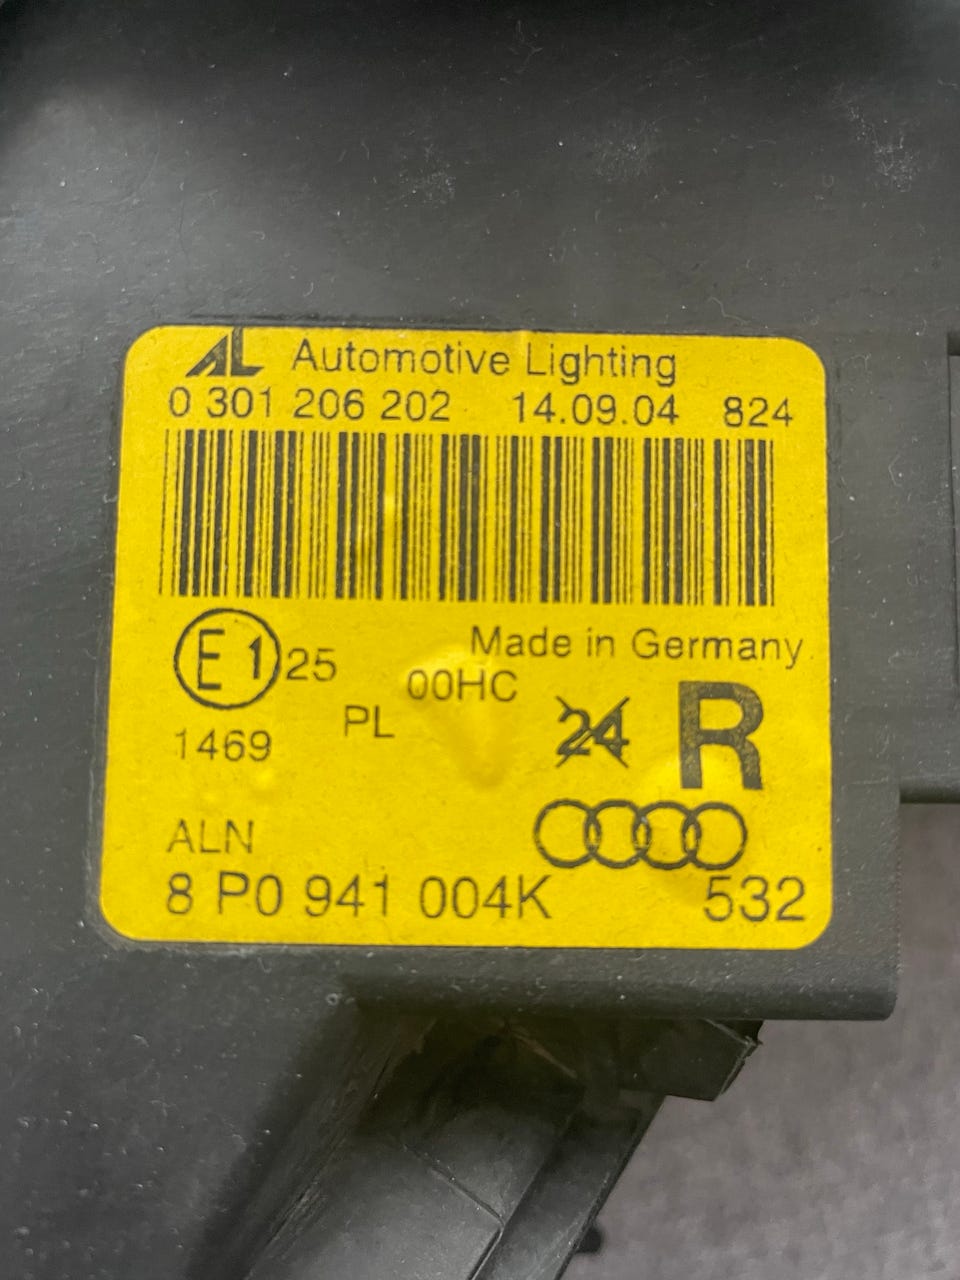 AL Automotive Lighting
0 301 206 202 14.09.04 824
Made in Germany
E1 25 00HC
PL 24 R
1469
ALN
8 P0 941 004K 532